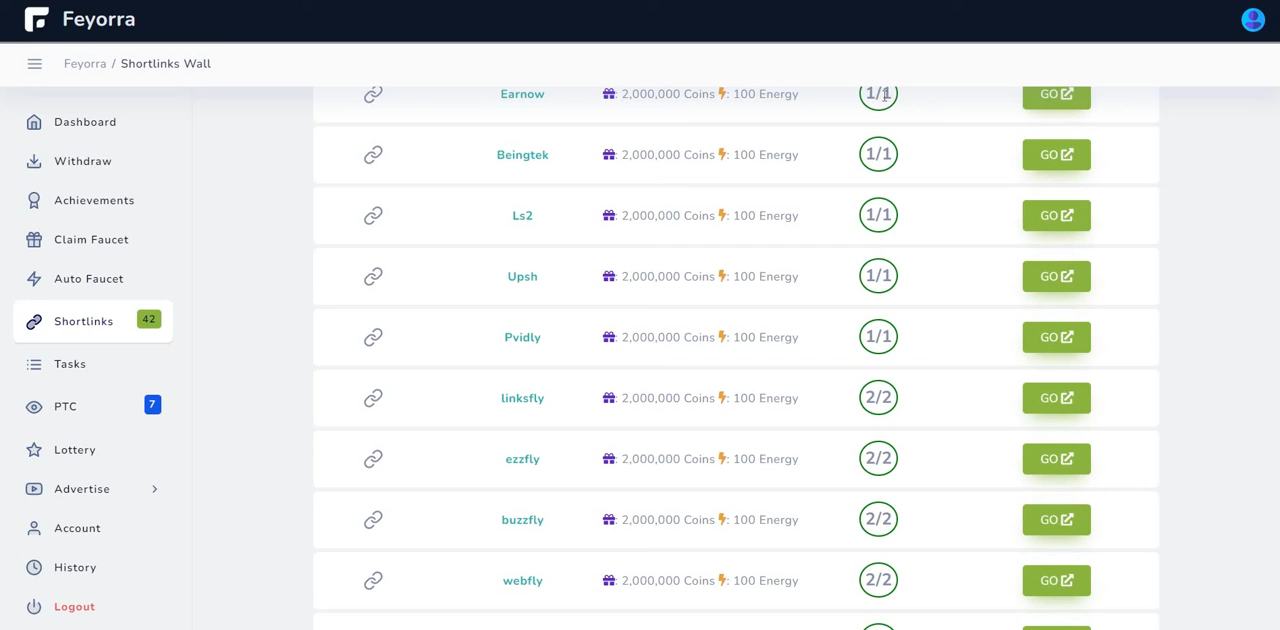 Feyorra
Feyorra / Shortlinks Wall
Dashboard
Withdraw
Achievements
Claim Faucet
Auto Faucet
Shortlinks 42
Tasks
PTC 7
Lottery
Advertise
Account
History
Logout
Earnow : 2,000,000 Coins : 100 Energy 1/1 GO
Beingtek : 2,000,000 Coins : 100 Energy 1/1 GO
Ls2 : 2,000,000 Coins : 100 Energy 1/1 GO
Upsh : 2,000,000 Coins : 100 Energy 1/1 GO
Pvidly : 2,000,000 Coins : 100 Energy 1/1 GO
linksfly : 2,000,000 Coins : 100 Energy 2/2 GO
ezzfly : 2,000,000 Coins : 100 Energy 2/2 GO
buzzfly : 2,000,000 Coins : 100 Energy 2/2 GO
webfly : 2,000,000 Coins : 100 Energy 2/2 GO